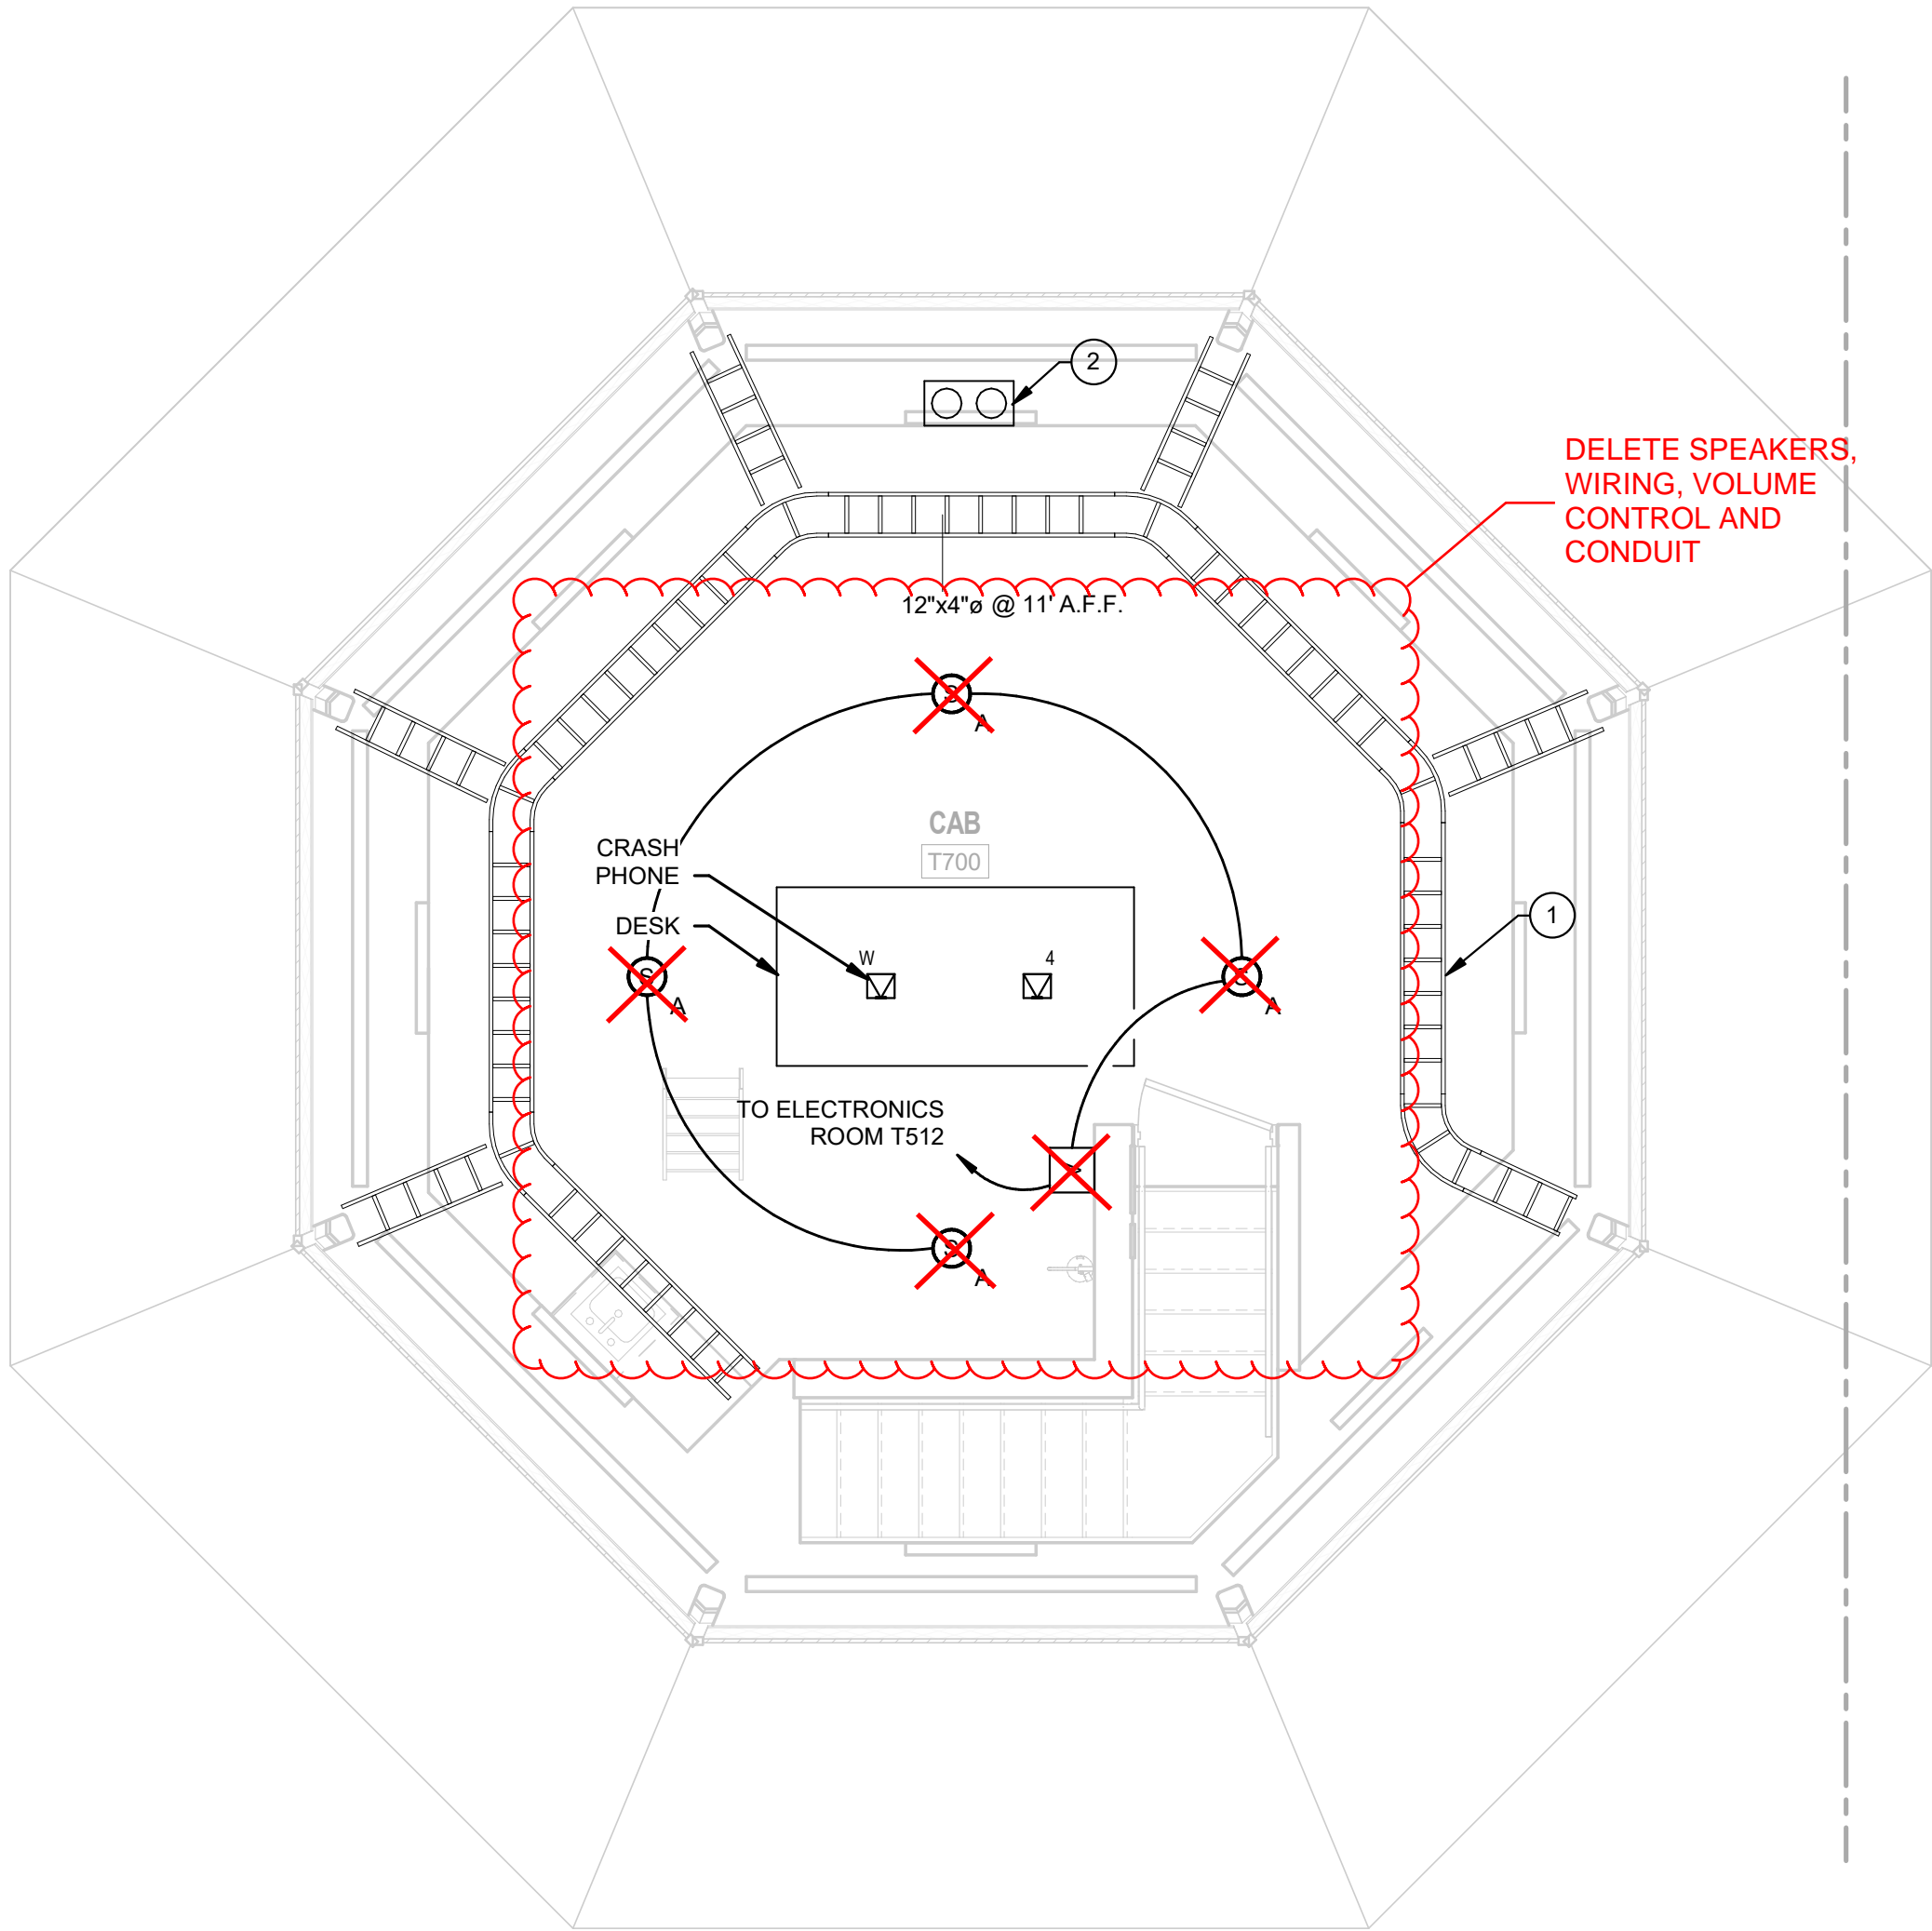 2
DELETE SPEAKERS,
WIRING, VOLUME
CONTROL AND
CONDUIT
12"x4"ø @ 11' A.F.F.
S
A
CAB
T700
CRASH
PHONE
DESK
W
4
1
S
A
S
A
TO ELECTRONICS
ROOM T512
V
S
A